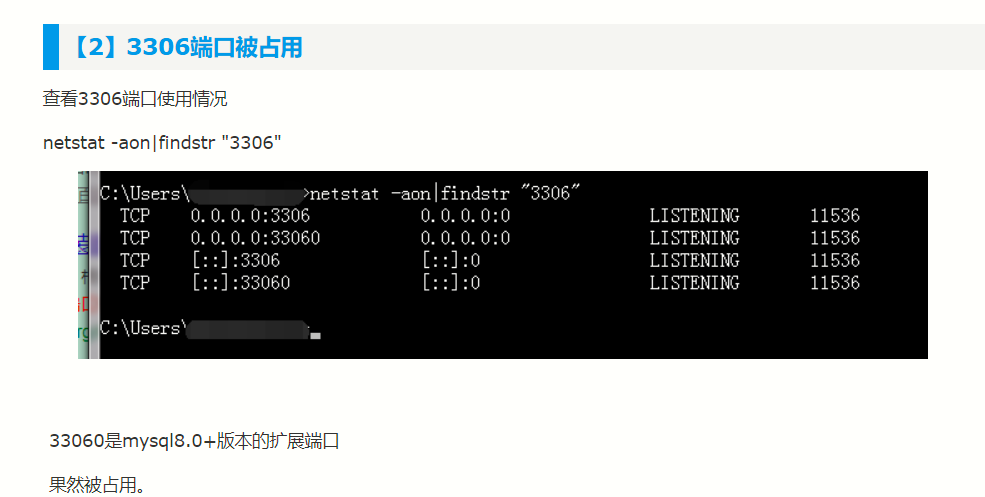 【2】3306端口被占用
查看3306端口使用情况
netstat -aon|findstr "3306"
C:\Users\ >netstat -aon|findstr "3306"
TCP 0.0.0.0:3306 0.0.0.0:0 LISTENING 11536
TCP 0.0.0.0:33060 0.0.0.0:0 LISTENING 11536
TCP [::]:3306 [::]:0 LISTENING 11536
TCP [::]:33060 [::]:0 LISTENING 11536
C:\Users\
33060是mysql8.0+版本的扩展端口
果然被占用。